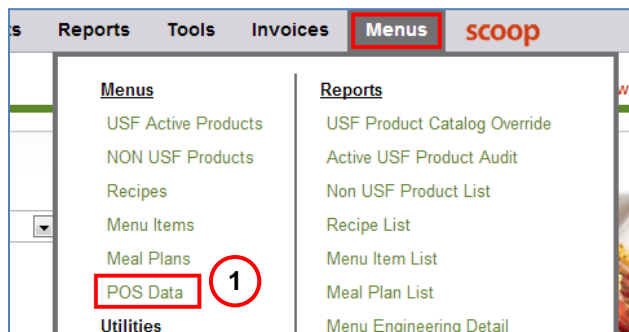 s Reports Tools Invoices Menus scoop
Menus
USF Active Products
NON USF Products
Recipes
Menu Items
Meal Plans
POS Data 1
Utilities
Reports
USF Product Catalog Override
Active USF Product Audit
Non USF Product List
Recipe List
Menu Item List
Meal Plan List
Menu Engineering Detail
w